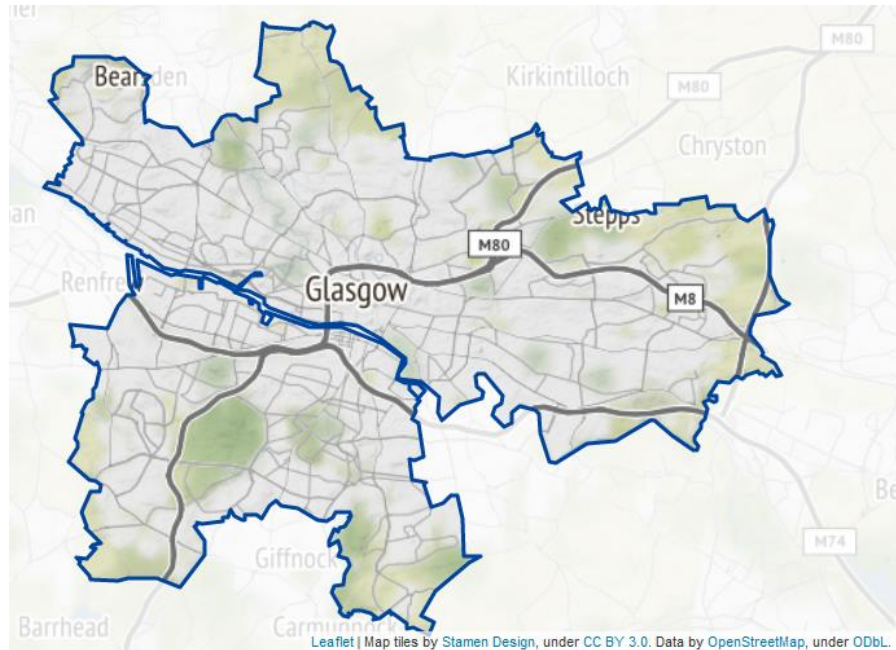 M80
Bearsden
Kirkintilloch
M80
Chryston
Stepps
M80
Renfrew
Glasgow
M8
M74
Giffnock
Barrhead
Carmunnock
Leaflet | Map tiles by Stamen Design, under CC BY 3.0. Data by OpenStreetMap, under ODbL.